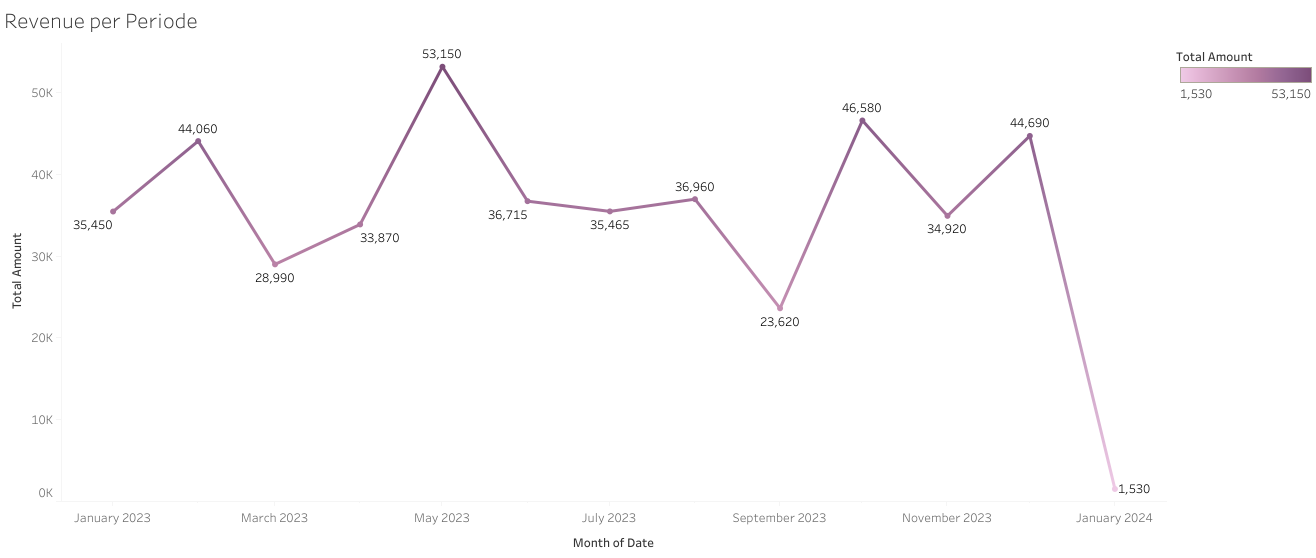 Revenue per Periode
Total Amount
1,530 53,150
53,150
50K
46,580
44,690
44,060
40K
36,960
36,715
35,450
35,465
34,920
33,870
30K
28,990
23,620
20K
10K
0K
1,530
Total Amount
January 2023 March 2023 May 2023 July 2023 September 2023 November 2023 January 2024
Month of Date